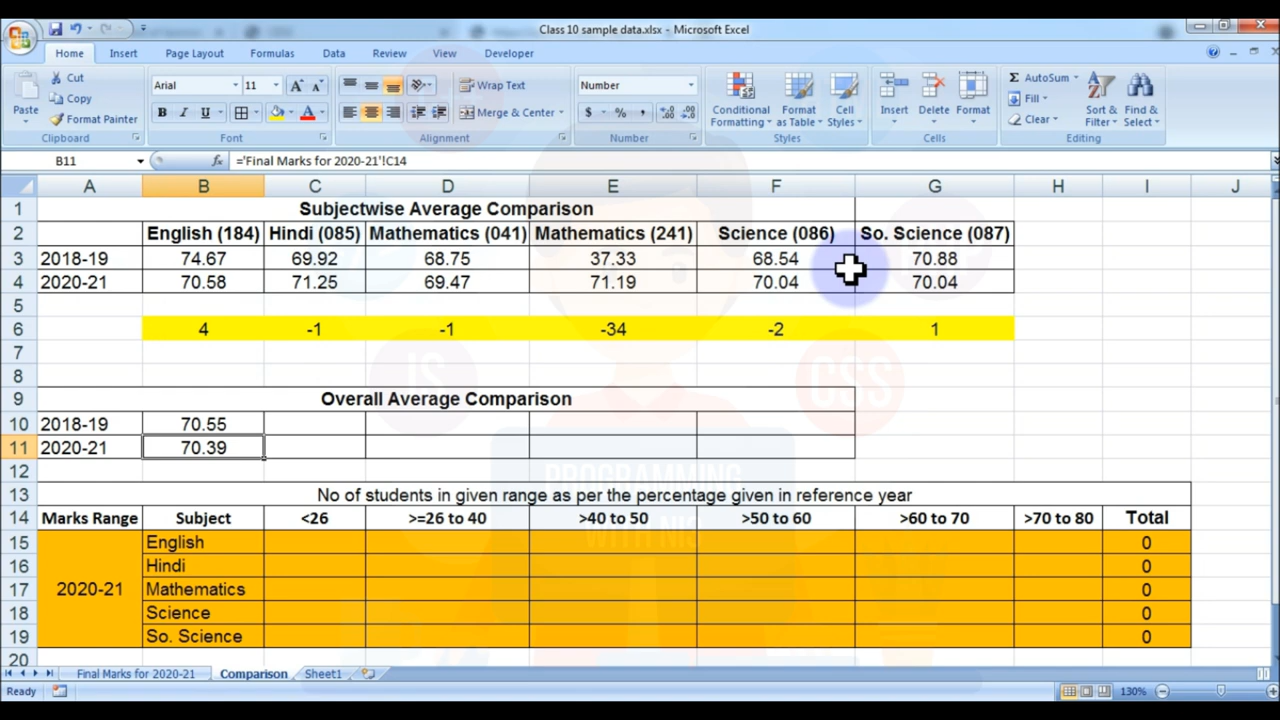 Class 10 sample data.xlsx - Microsoft Excel
Home Insert Page Layout Formulas Data Review View Developer
Paste Cut Copy Format Painter Clipboard
Arial 11 B I U Font
Wrap Text Merge & Center Alignment
Number $ % , Number
Conditional Formatting Format as Table Cell Styles Styles
Insert Delete Format Cells
Σ AutoSum Fill Clear Sort & Filter Find & Select Editing
B11 fx ='Final Marks for 2020-21'!C14
A B C D E F G H I J
1 Subjectwise Average Comparison
2 English (184) Hindi (085) Mathematics (041) Mathematics (241) Science (086) So. Science (087)
3 2018-19 74.67 69.92 68.75 37.33 68.54 70.88
4 2020-21 70.58 71.25 69.47 71.19 70.04 70.04
5
6 4 -1 -1 -34 -2 1
7
8
9 Overall Average Comparison
10 2018-19 70.55
11 2020-21 70.39
12
13 No of students in given range as per the percentage given in reference year
14 Marks Range Subject <26 >=26 to 40 >40 to 50 >50 to 60 >60 to 70 >70 to 80 Total
15 English 0
16 Hindi 0
17 2020-21 Mathematics 0
18 Science 0
19 So. Science 0
20
JS
CSS
PROGRAMMING
WITH NIS
Final Marks for 2020-21 Comparison Sheet1
Ready 130%